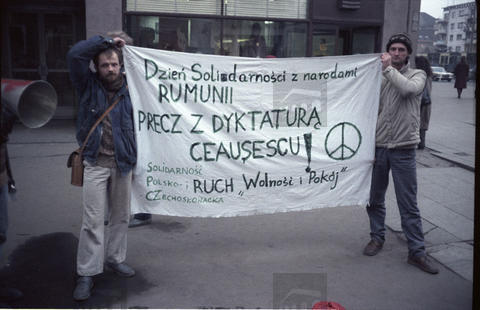 Dzień Solidarności z narodami
RUMUNII
PRECZ Z DYKTATURĄ
CEAUŞESCU!
SOLIDARNOŚĆ
POLSKO-I
CZECHOSŁOWACKA
RUCH „Wolność i Pokój"